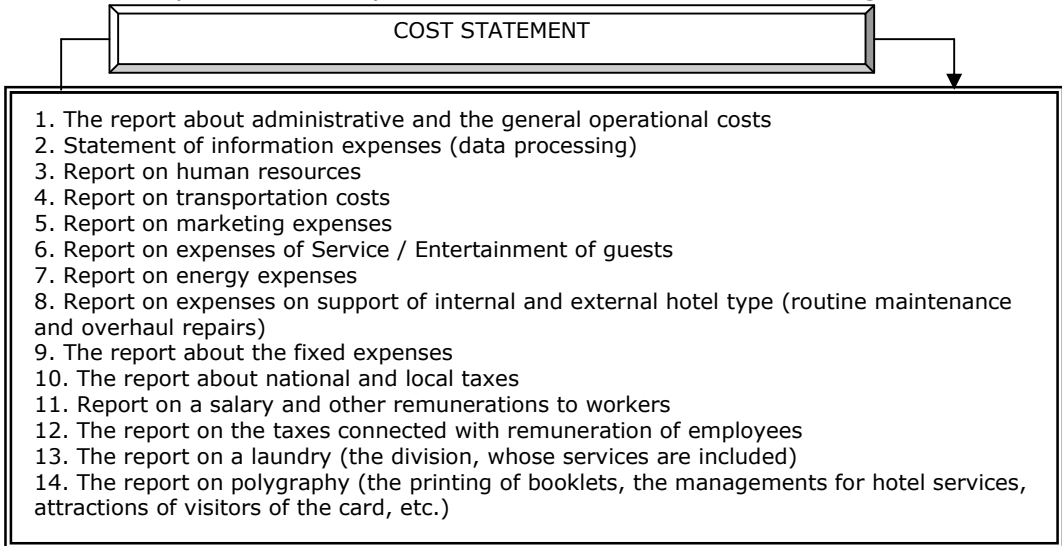 COST STATEMENT
1. The report about administrative and the general operational costs
2. Statement of information expenses (data processing)
3. Report on human resources
4. Report on transportation costs
5. Report on marketing expenses
6. Report on expenses of Service / Entertainment of guests
7. Report on energy expenses
8. Report on expenses on support of internal and external hotel type (routine maintenance
and overhaul repairs)
9. The report about the fixed expenses
10. The report about national and local taxes
11. Report on a salary and other remunerations to workers
12. The report on the taxes connected with remuneration of employees
13. The report on a laundry (the division, whose services are included)
14. The report on polygraphy (the printing of booklets, the managements for hotel services,
attractions of visitors of the card, etc.)